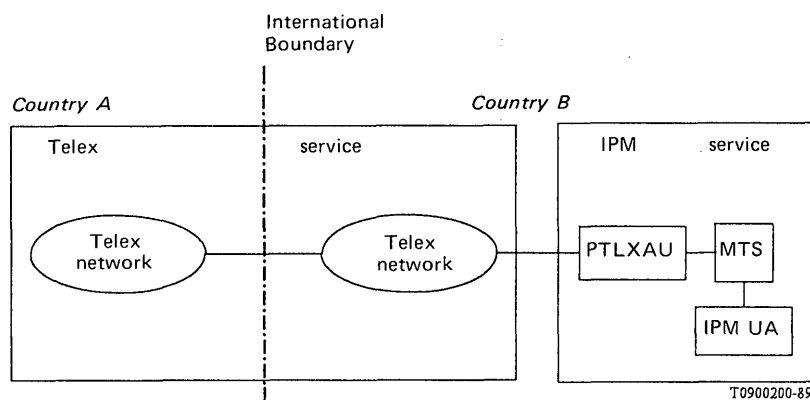 International
Boundary
Country A
Country B
Telex service
IPM service
Telex
network
Telex
network
PTLXAU
MTS
IPM UA
T0900200-89